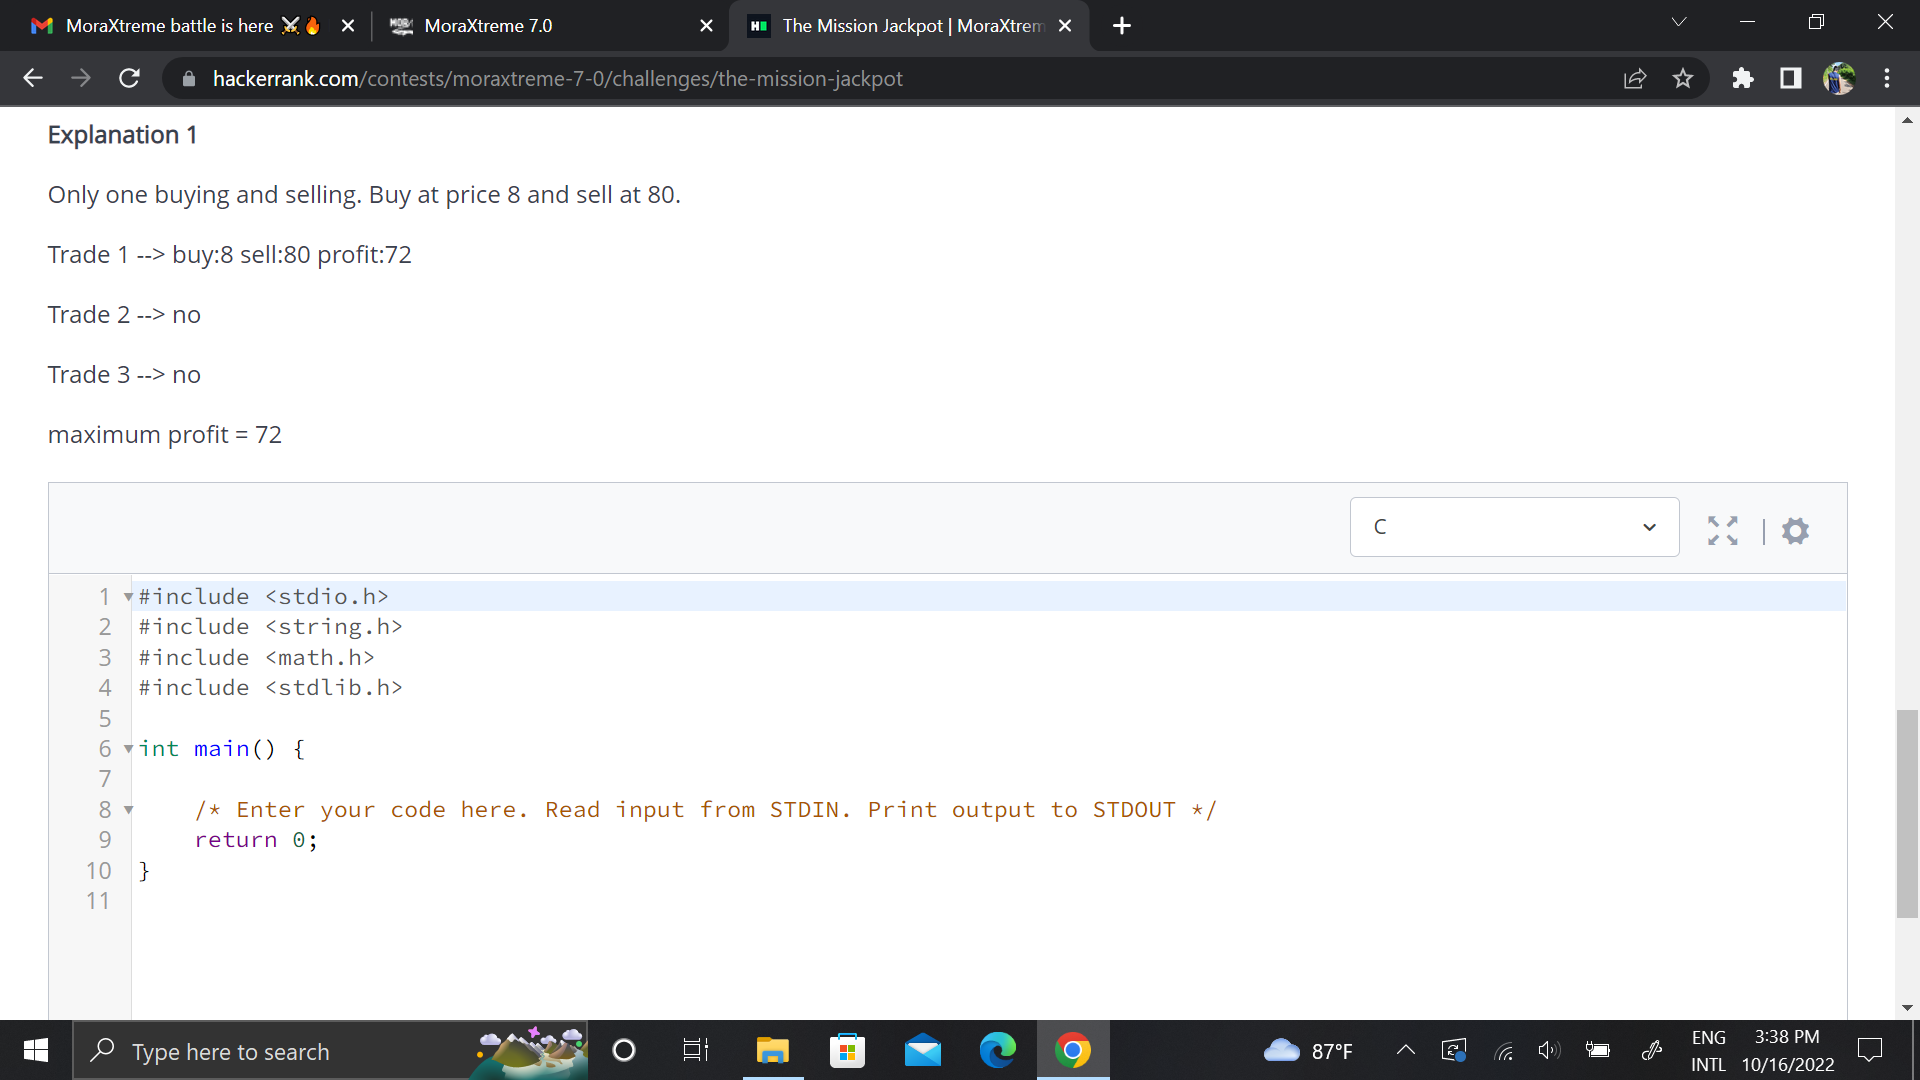 MoraXtreme battle is here ⚔🔥
MoraXtreme 7.0
The Mission Jackpot | MoraXtrem
hackerrank.com/contests/moraxtreme-7-0/challenges/the-mission-jackpot
Explanation 1
Only one buying and selling. Buy at price 8 and sell at 80.
Trade 1 --> buy:8 sell:80 profit:72
Trade 2 --> no
Trade 3 --> no
maximum profit = 72
C
1 #include <stdio.h>
2 #include <string.h>
3 #include <math.h>
4 #include <stdlib.h>
5
6 int main() {
7
8 /* Enter your code here. Read input from STDIN. Print output to STDOUT */
9 return 0;
10 }
11
Type here to search
87°F
ENG
INTL
3:38 PM
10/16/2022